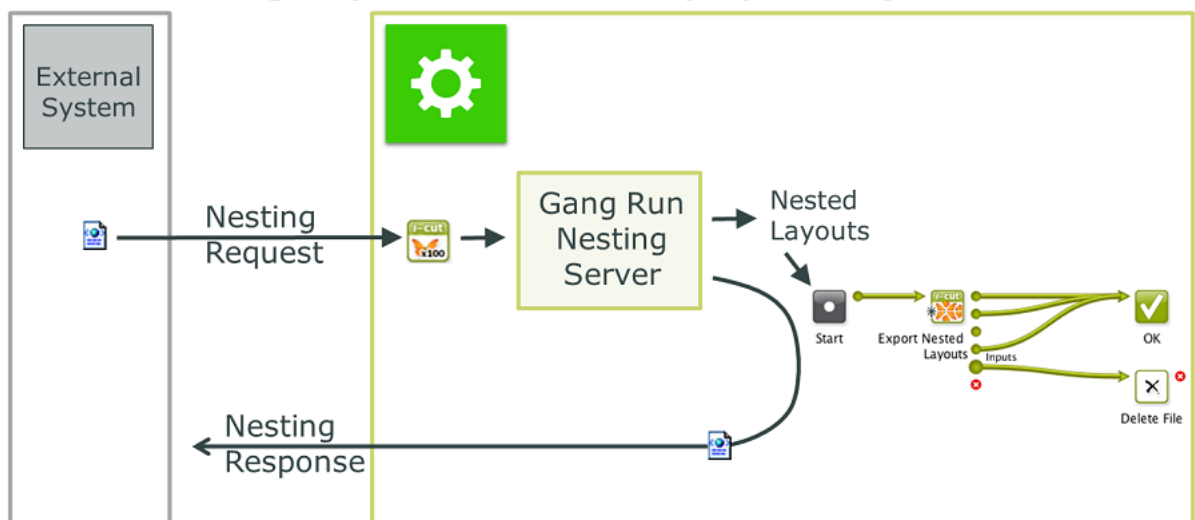 External
System
Nesting
Request
i-cut
x100
Gang Run
Nesting
Server
Nested
Layouts
Start
i-cut
Export Nested
Layouts
Inputs
OK
Delete File
Nesting
Response